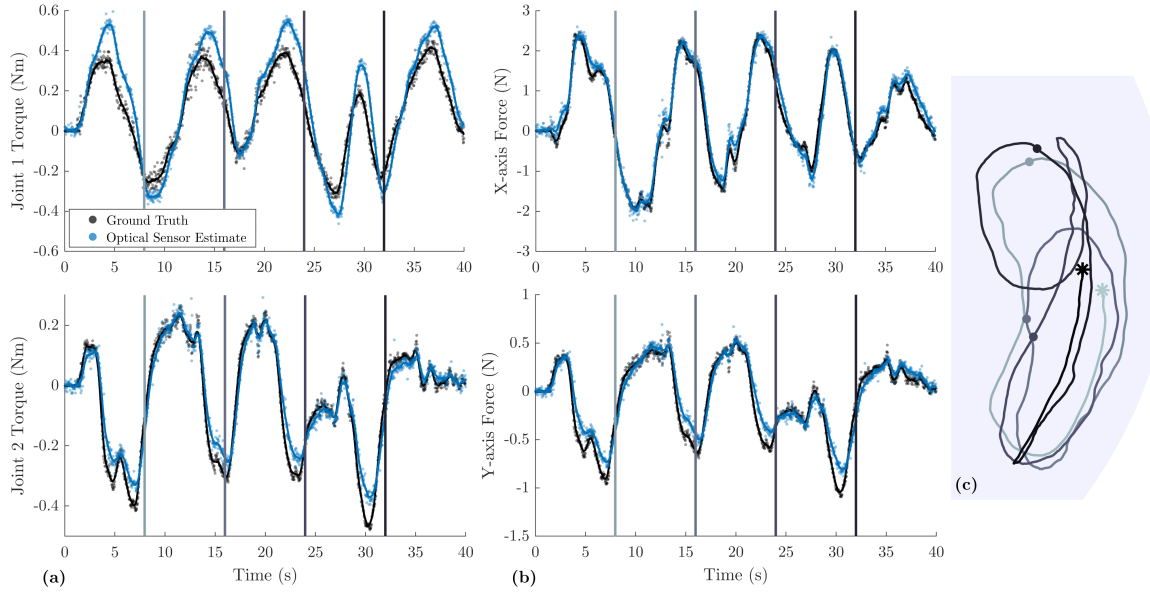 Joint 1 Torque (Nm)
0.6
0.4
0.2
0
-0.2
-0.4
-0.6
Ground Truth
Optical Sensor Estimate
0 5 10 15 20 25 30 35 40
X-axis Force (N)
3
2
1
0
-1
-2
-3
0 5 10 15 20 25 30 35 40
Joint 2 Torque (Nm)
0.2
0
-0.2
-0.4
0 5 10 15 20 25 30 35 40
Time (s)
(a)
Y-axis Force (N)
1
0.5
0
-0.5
-1
-1.5
0 5 10 15 20 25 30 35 40
Time (s)
(b)
(c)